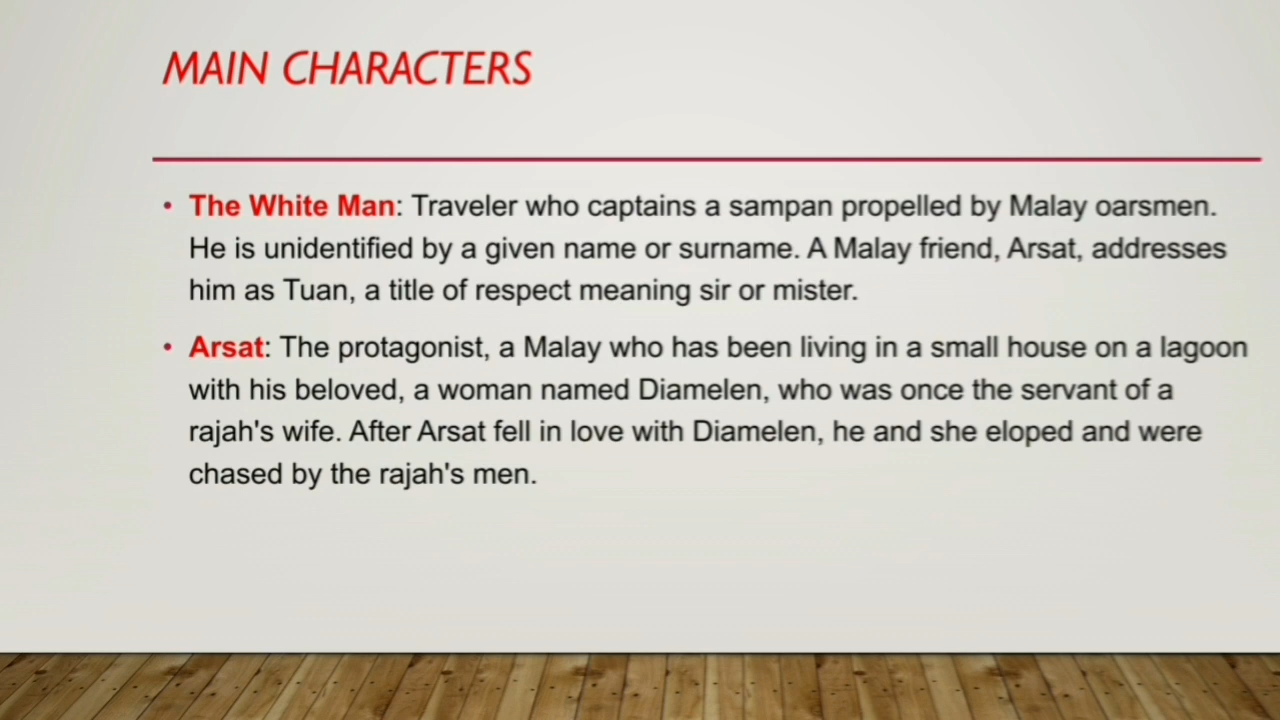 MAIN CHARACTERS
• The White Man: Traveler who captains a sampan propelled by Malay oarsmen.
He is unidentified by a given name or surname. A Malay friend, Arsat, addresses
him as Tuan, a title of respect meaning sir or mister.
• Arsat: The protagonist, a Malay who has been living in a small house on a lagoon
with his beloved, a woman named Diamelen, who was once the servant of a
rajah's wife. After Arsat fell in love with Diamelen, he and she eloped and were
chased by the rajah's men.